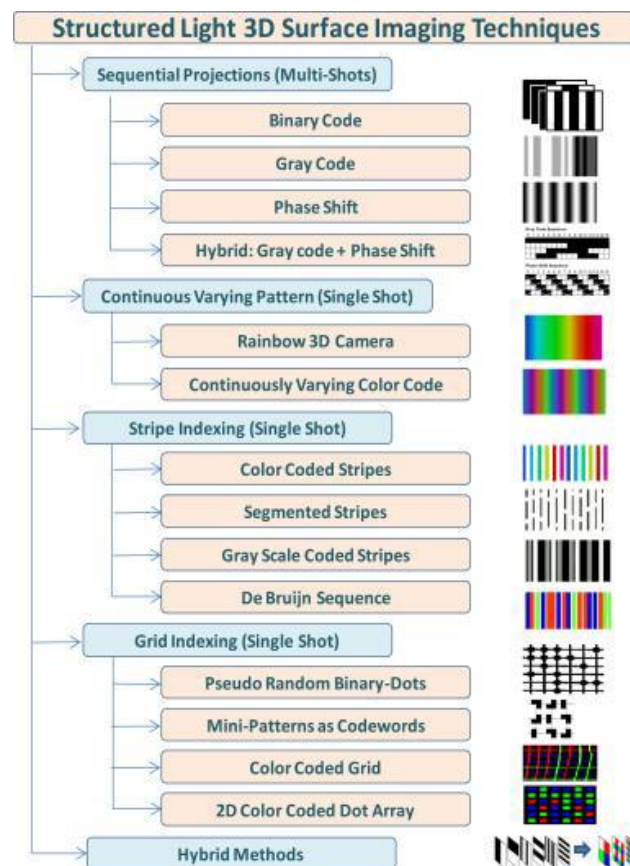 Structured Light 3D Surface Imaging Techniques
Sequential Projections (Multi-Shots)
Binary Code
Gray Code
Phase Shift
Hybrid: Gray code + Phase Shift
Continuous Varying Pattern (Single Shot)
Rainbow 3D Camera
Continuously Varying Color Code
Stripe Indexing (Single Shot)
Color Coded Stripes
Segmented Stripes
Gray Scale Coded Stripes
De Bruijn Sequence
Grid Indexing (Single Shot)
Pseudo Random Binary-Dots
Mini-Patterns as Codewords
Color Coded Grid
2D Color Coded Dot Array
Hybrid Methods